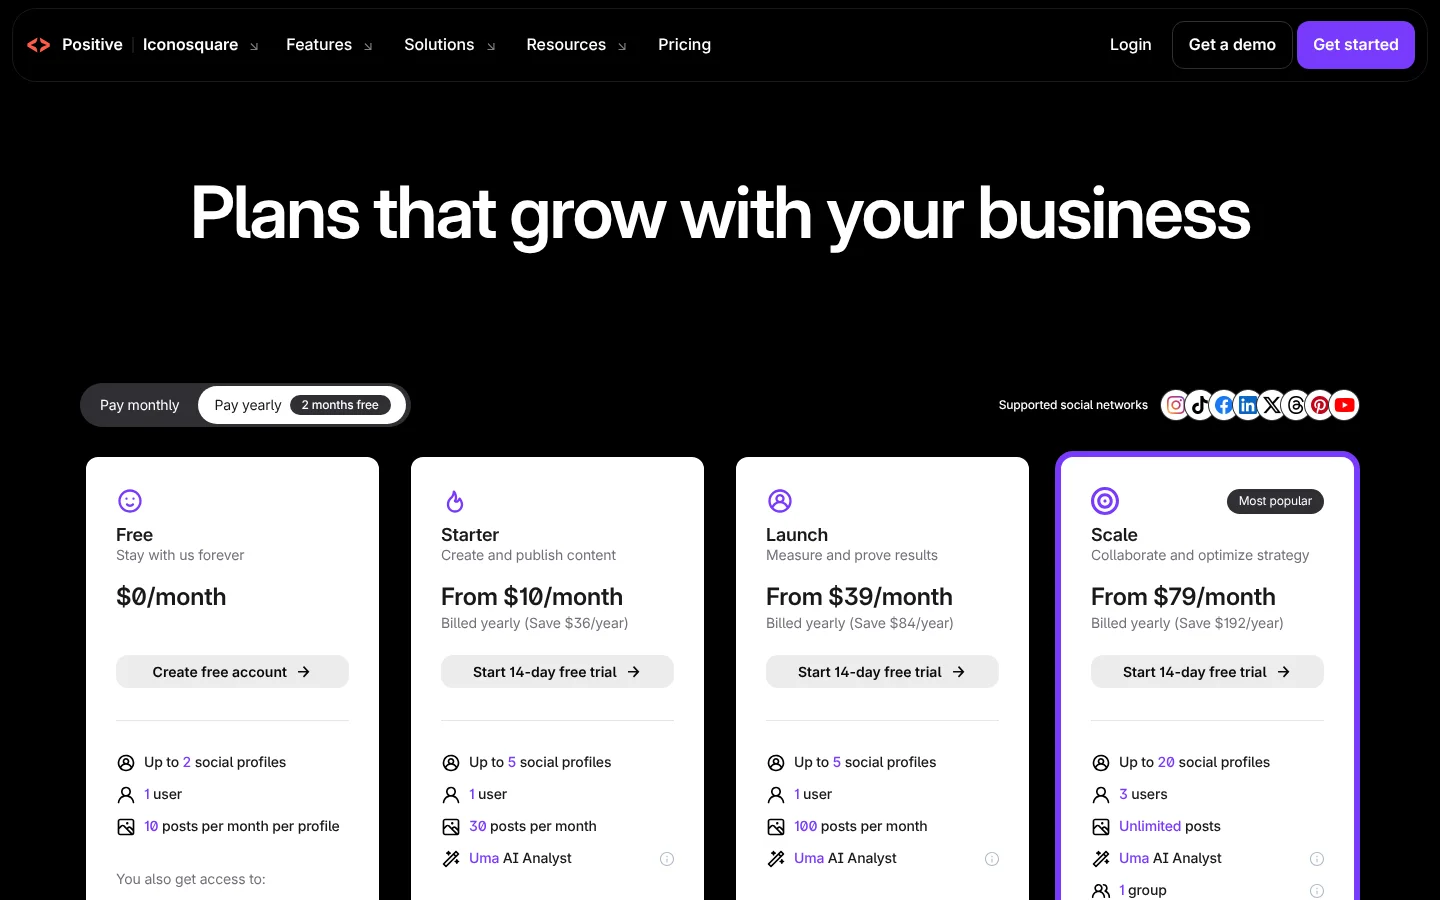 Positive Iconosquare Features Solutions Resources Pricing Login Get a demo Get started
Plans that grow with your business
Pay monthly Pay yearly 2 months free Supported social networks
Free
Stay with us forever
$0/month
Create free account
Up to 2 social profiles
1 user
10 posts per month per profile
You also get access to:
Starter
Create and publish content
From $10/month
Billed yearly (Save $36/year)
Start 14-day free trial
Up to 5 social profiles
1 user
30 posts per month
Uma AI Analyst
Launch
Measure and prove results
From $39/month
Billed yearly (Save $84/year)
Start 14-day free trial
Up to 5 social profiles
1 user
100 posts per month
Uma AI Analyst
Most popular
Scale
Collaborate and optimize strategy
From $79/month
Billed yearly (Save $192/year)
Start 14-day free trial
Up to 20 social profiles
3 users
Unlimited posts
Uma AI Analyst
1 group